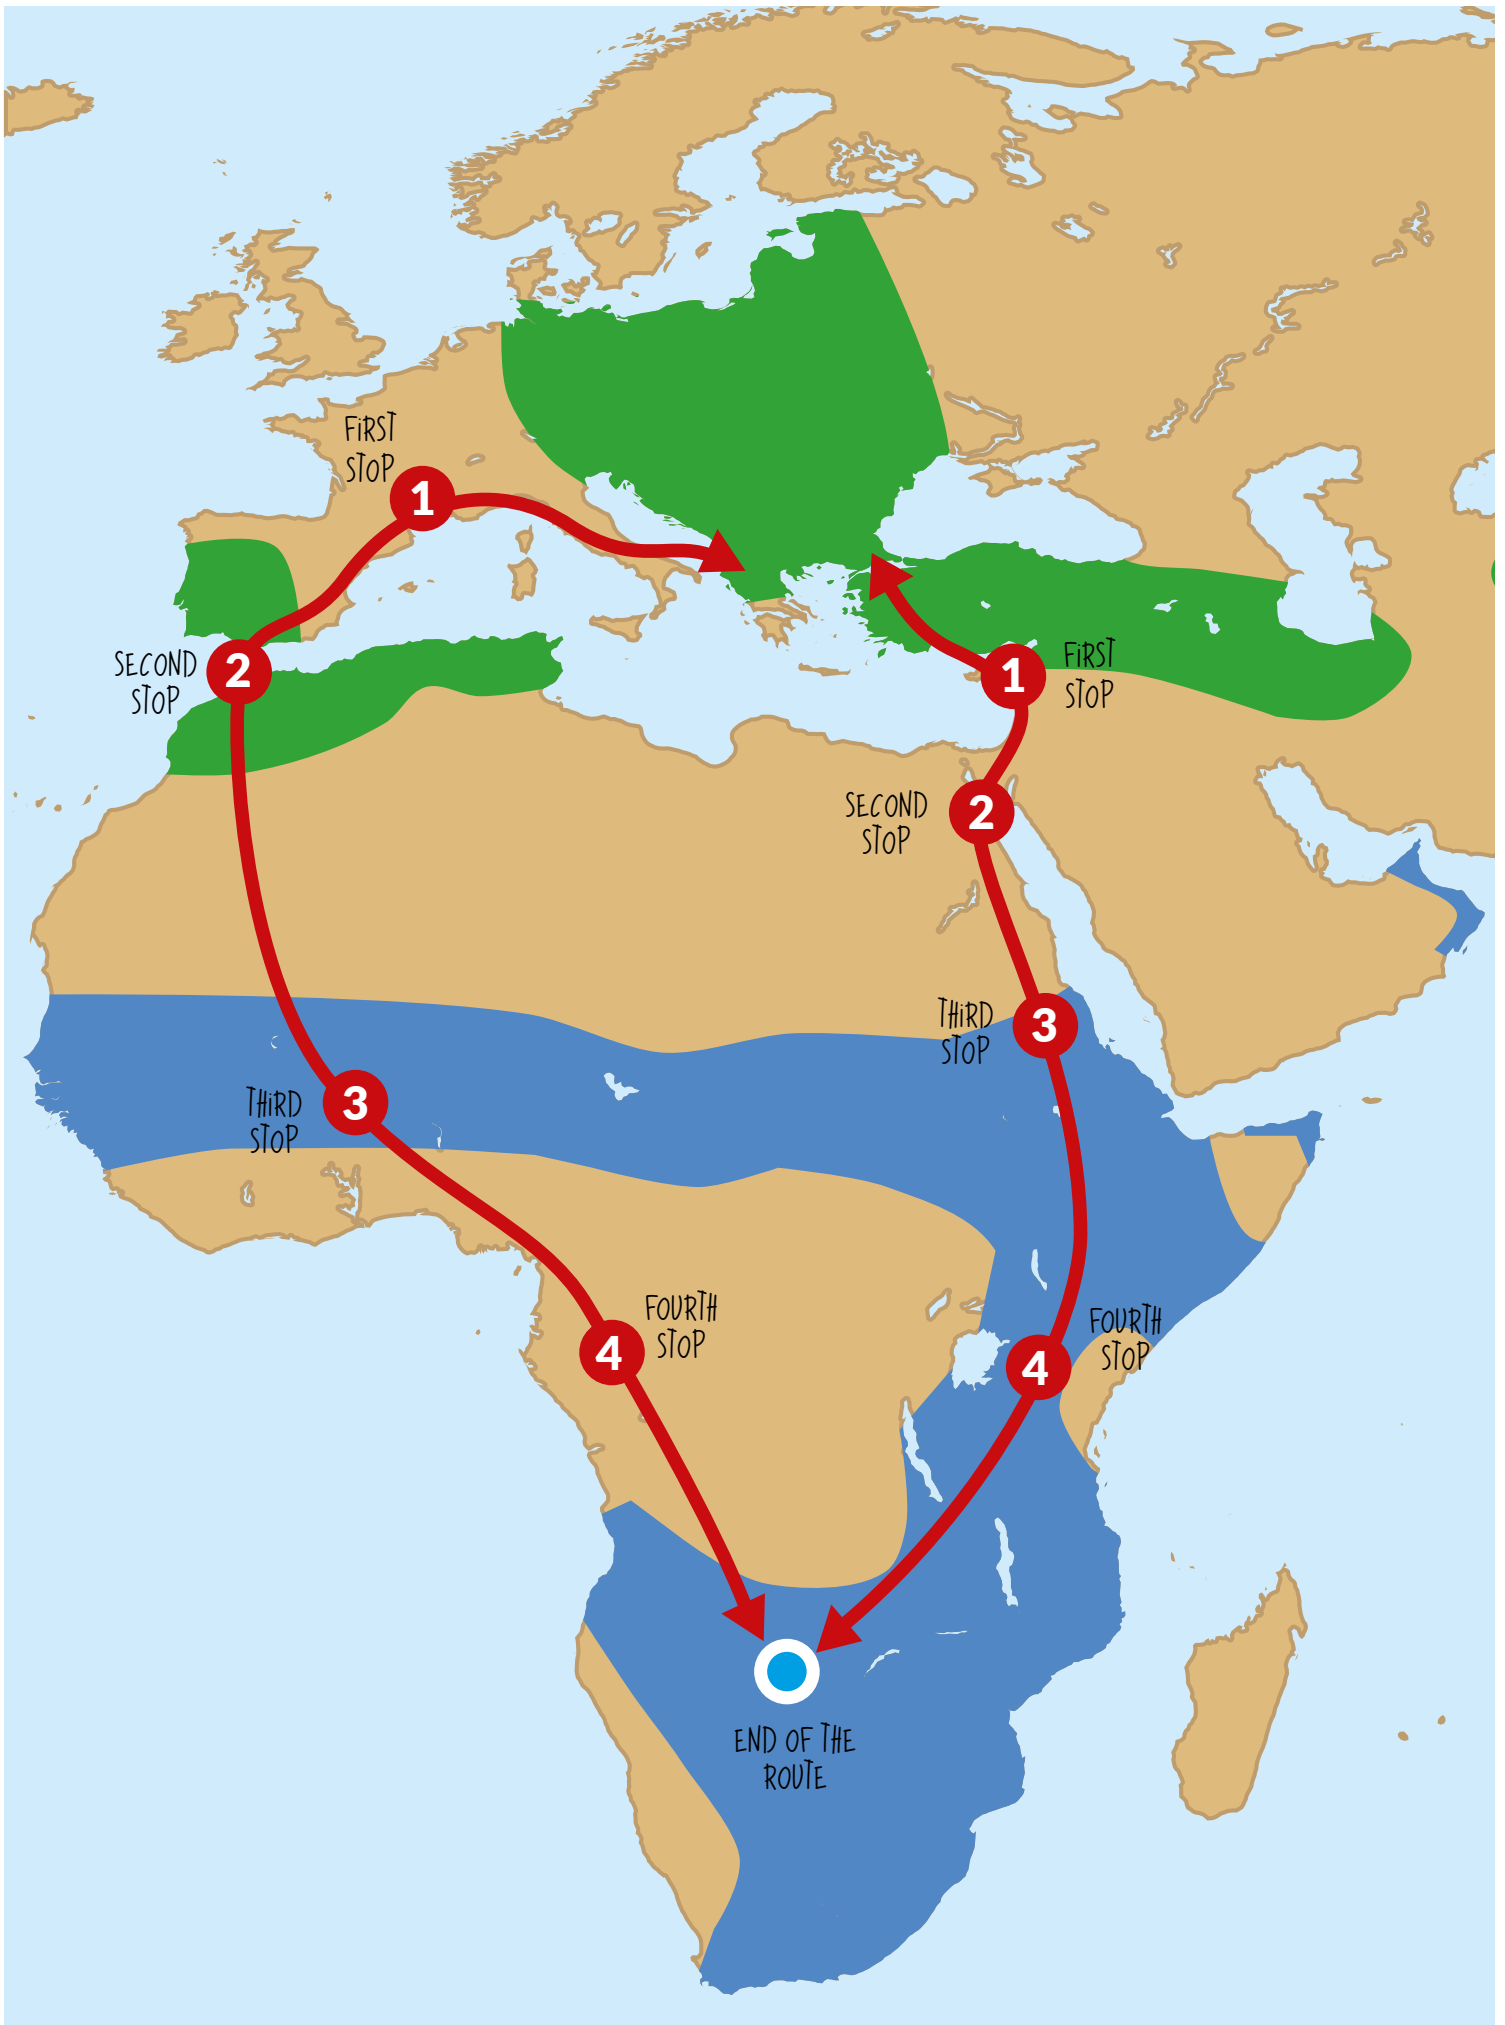 FiRST
STOP
1
SECOND
STOP
2
FiRST
STOP
1
SECOND
STOP
2
THiRD
STOP
3
THiRD
STOP
3
FOURTH
STOP
4
FOURTH
STOP
4
END OF THE
ROUTE